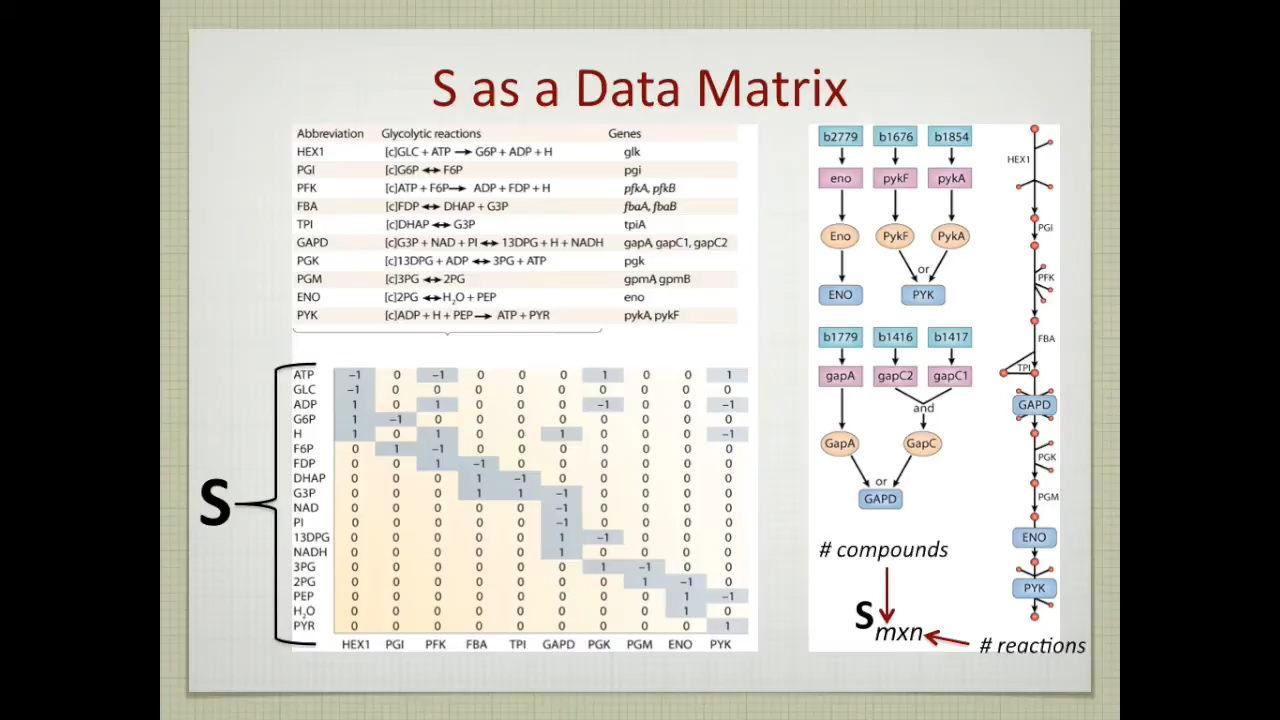 S as a Data Matrix
Abbreviation Glycolytic reactions Genes
HEX1 [c]GLC + ATP → G6P + ADP + H glk
PGI [c]G6P ↔ F6P pgi
PFK [c]ATP + F6P → ADP + FDP + H pfkA, pfkB
FBA [c]FDP ↔ DHAP + G3P fbaA, fbaB
TPI [c]DHAP ↔ G3P tpiA
GAPD [c]G3P + NAD + PI ↔ 13DPG + H + NADH gapA, gapC1, gapC2
PGK [c]13DPG + ADP ↔ 3PG + ATP pgk
PGM [c]3PG ↔ 2PG gpmA, gpmB
ENO [c]2PG ↔ H₂O + PEP eno
PYK [c]ADP + H + PEP → ATP + PYR pykA, pykF
S
ATP −1 0 −1 0 0 0 1 0 0 1
GLC −1 0 0 0 0 0 0 0 0 0
ADP 1 0 1 0 0 0 −1 0 0 −1
G6P 1 −1 0 0 0 0 0 0 0 0
H 1 0 1 0 0 1 0 0 0 −1
F6P 0 1 −1 0 0 0 0 0 0 0
FDP 0 0 1 −1 0 0 0 0 0 0
DHAP 0 0 0 1 −1 0 0 0 0 0
G3P 0 0 0 1 1 −1 0 0 0 0
NAD 0 0 0 0 0 −1 0 0 0 0
PI 0 0 0 0 0 −1 0 0 0 0
13DPG 0 0 0 0 0 1 −1 0 0 0
NADH 0 0 0 0 0 1 0 0 0 0
3PG 0 0 0 0 0 0 1 −1 0 0
2PG 0 0 0 0 0 0 0 1 −1 0
PEP 0 0 0 0 0 0 0 0 1 −1
H₂O 0 0 0 0 0 0 0 0 1 0
PYR 0 0 0 0 0 0 0 0 0 1
HEX1 PGI PFK FBA TPI GAPD PGK PGM ENO PYK
b2779 b1676 b1854
eno pykF pykA
Eno PykF PykA
or
ENO PYK
b1779 b1416 b1417
gapA gapC2 gapC1
and
GapA GapC
or
GAPD
HEX1
PGI
PFK
FBA
TPI
GAPD
PGK
PGM
ENO
PYK
# compounds
S mxn
# reactions